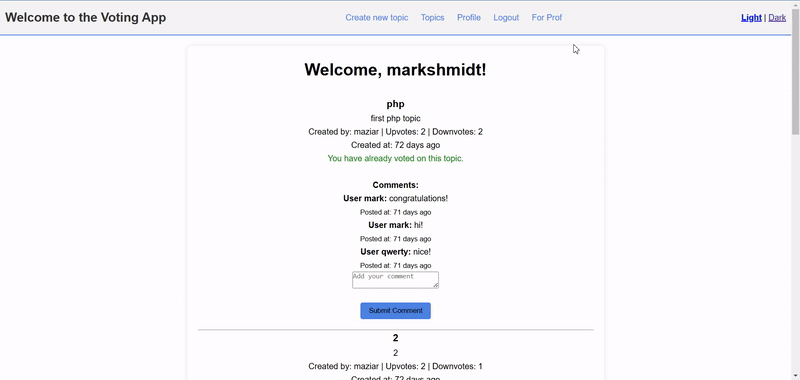 Welcome to the Voting App
Create new topic Topics Profile Logout For Prof
Light | Dark
Welcome, markshmidt!
php
first php topic
Created by: maziar | Upvotes: 2 | Downvotes: 2
Created at: 72 days ago
You have already voted on this topic.
Comments:
User mark: congratulations!
Posted at: 71 days ago
User mark: hi!
Posted at: 71 days ago
User qwerty: nice!
Posted at: 71 days ago
Add your comment
Submit Comment
2
2
Created by: maziar | Upvotes: 2 | Downvotes: 1
Created at: 72 days ago